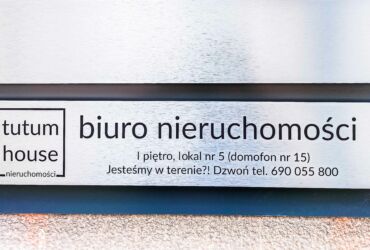 tutum
house
nieruchomości
biuro nieruchomości
I piętro, lokal nr 5 (domofon nr 15)
Jesteśmy w terenie?! Dzwoń tel. 690 055 800